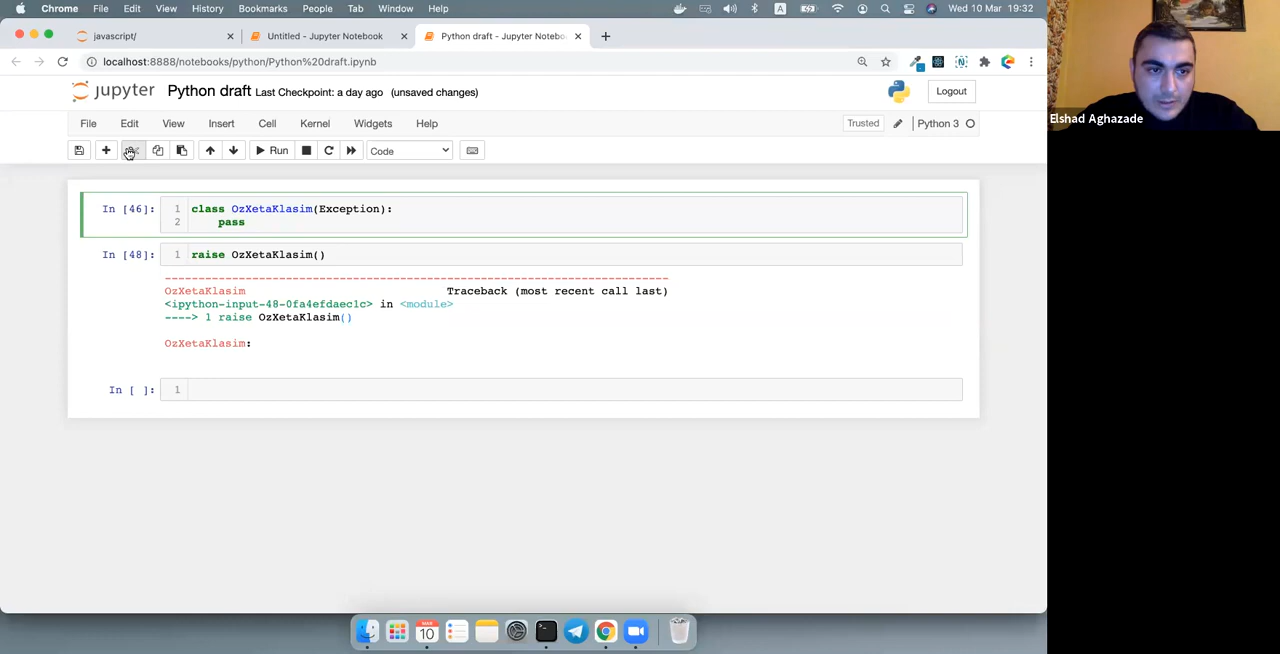 Chrome File Edit View History Bookmarks People Tab Window Help Wed 10 Mar 19:32
javascript/ Untitled - Jupyter Notebook Python draft - Jupyter Notebo
localhost:8888/notebooks/python/Python%20draft.ipynb
jupyter Python draft Last Checkpoint: a day ago (unsaved changes) Logout
Elshad Aghazade
File Edit View Insert Cell Kernel Widgets Help Trusted Python 3
Run Code
In [46]: 1 class OzXetaKlasim(Exception):
2 pass
In [48]: 1 raise OzXetaKlasim()
---------------------------------------------------------------------------
OzXetaKlasim Traceback (most recent call last)
<ipython-input-48-0fa4efdaec1c> in <module>
----> 1 raise OzXetaKlasim()
OzXetaKlasim:
In [ ]: 1
MAR
10